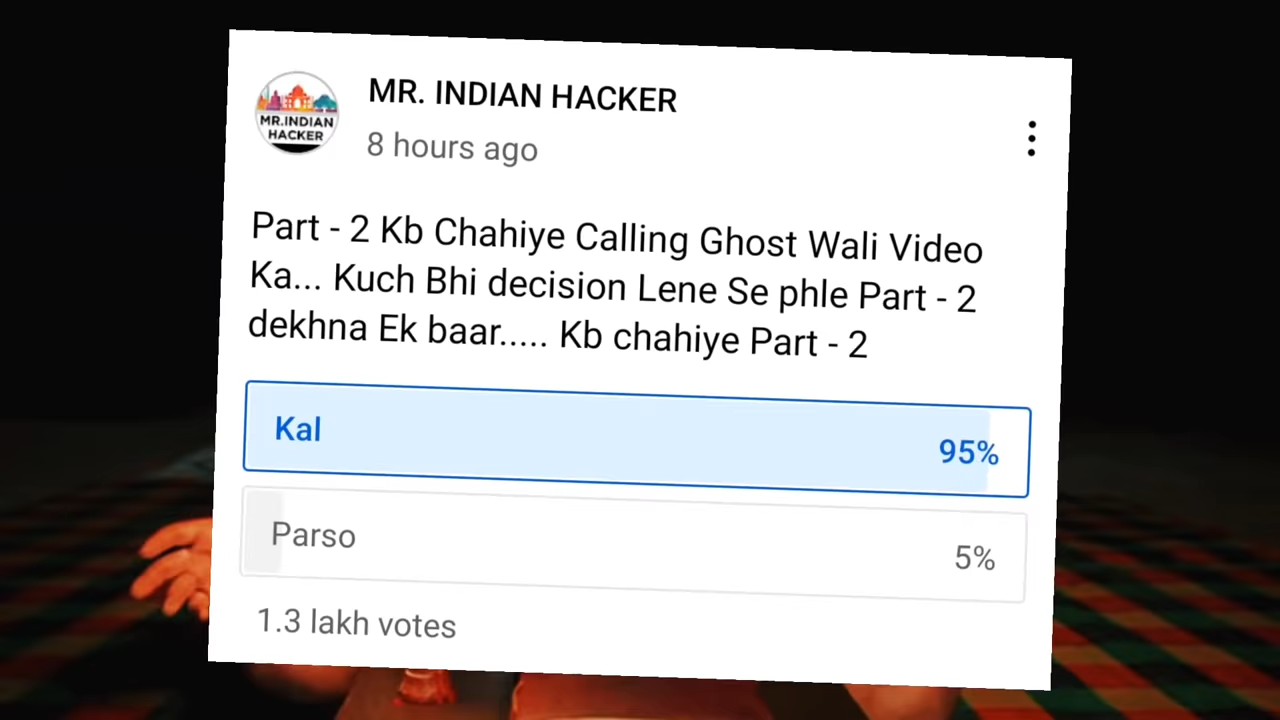 MR.INDIAN
HACKER
MR. INDIAN HACKER
8 hours ago
Part - 2 Kb Chahiye Calling Ghost Wali Video
Ka... Kuch Bhi decision Lene Se phle Part - 2
dekhna Ek baar..... Kb chahiye Part - 2
Kal 95%
Parso 5%
1.3 lakh votes